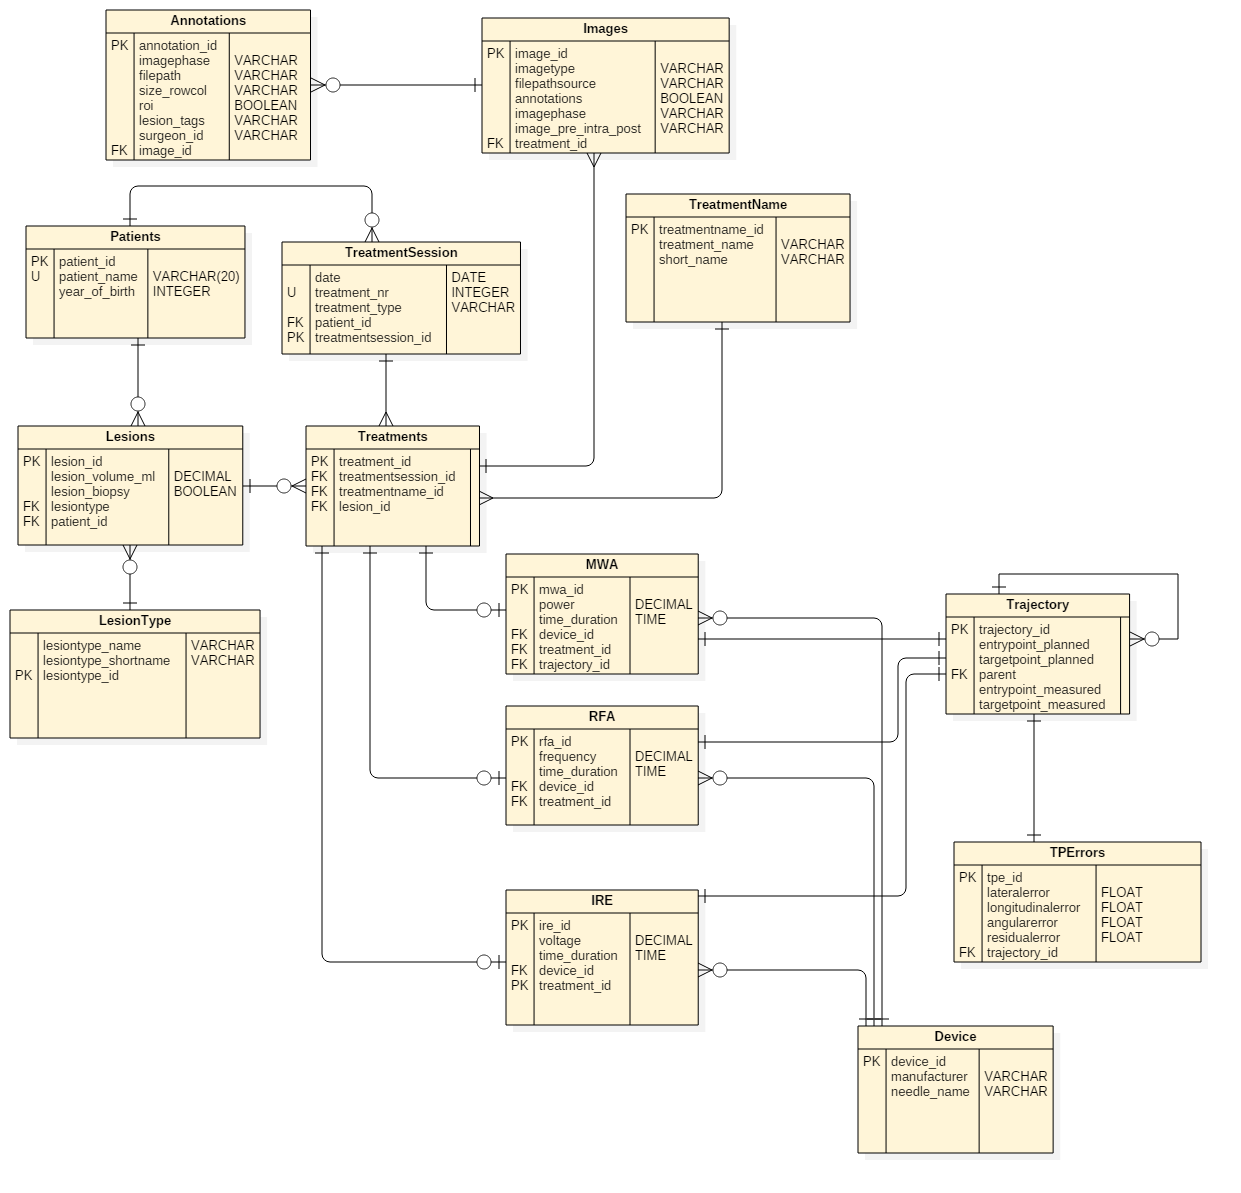 Annotations
PK annotation_id
imagephase VARCHAR
filepath VARCHAR
size_rowcol VARCHAR
roi BOOLEAN
lesion_tags VARCHAR
surgeon_id VARCHAR
FK image_id
Images
PK image_id
imagetype VARCHAR
filepathsource VARCHAR
annotations BOOLEAN
imagephase VARCHAR
image_pre_intra_post VARCHAR
FK treatment_id
Patients
PK patient_id
U patient_name VARCHAR(20)
year_of_birth INTEGER
TreatmentSession
date DATE
U treatment_nr INTEGER
treatment_type VARCHAR
FK patient_id
PK treatmentsession_id
TreatmentName
PK treatmentname_id
treatment_name VARCHAR
short_name VARCHAR
Lesions
PK lesion_id
lesion_volume_ml DECIMAL
lesion_biopsy BOOLEAN
FK lesiontype
FK patient_id
Treatments
PK treatment_id
FK treatmentsession_id
FK treatmentname_id
FK lesion_id
LesionType
lesiontype_name VARCHAR
lesiontype_shortname VARCHAR
PK lesiontype_id
MWA
PK mwa_id
power DECIMAL
time_duration TIME
FK device_id
FK treatment_id
FK trajectory_id
Trajectory
PK trajectory_id
entrypoint_planned
targetpoint_planned
FK parent
entrypoint_measured
targetpoint_measured
RFA
PK rfa_id
frequency DECIMAL
time_duration TIME
FK device_id
FK treatment_id
TPErrors
PK tpe_id
lateralerror FLOAT
longitudinalerror FLOAT
angularerror FLOAT
residualerror FLOAT
FK trajectory_id
IRE
PK ire_id
voltage DECIMAL
time_duration TIME
FK device_id
PK treatment_id
Device
PK device_id
manufacturer VARCHAR
needle_name VARCHAR